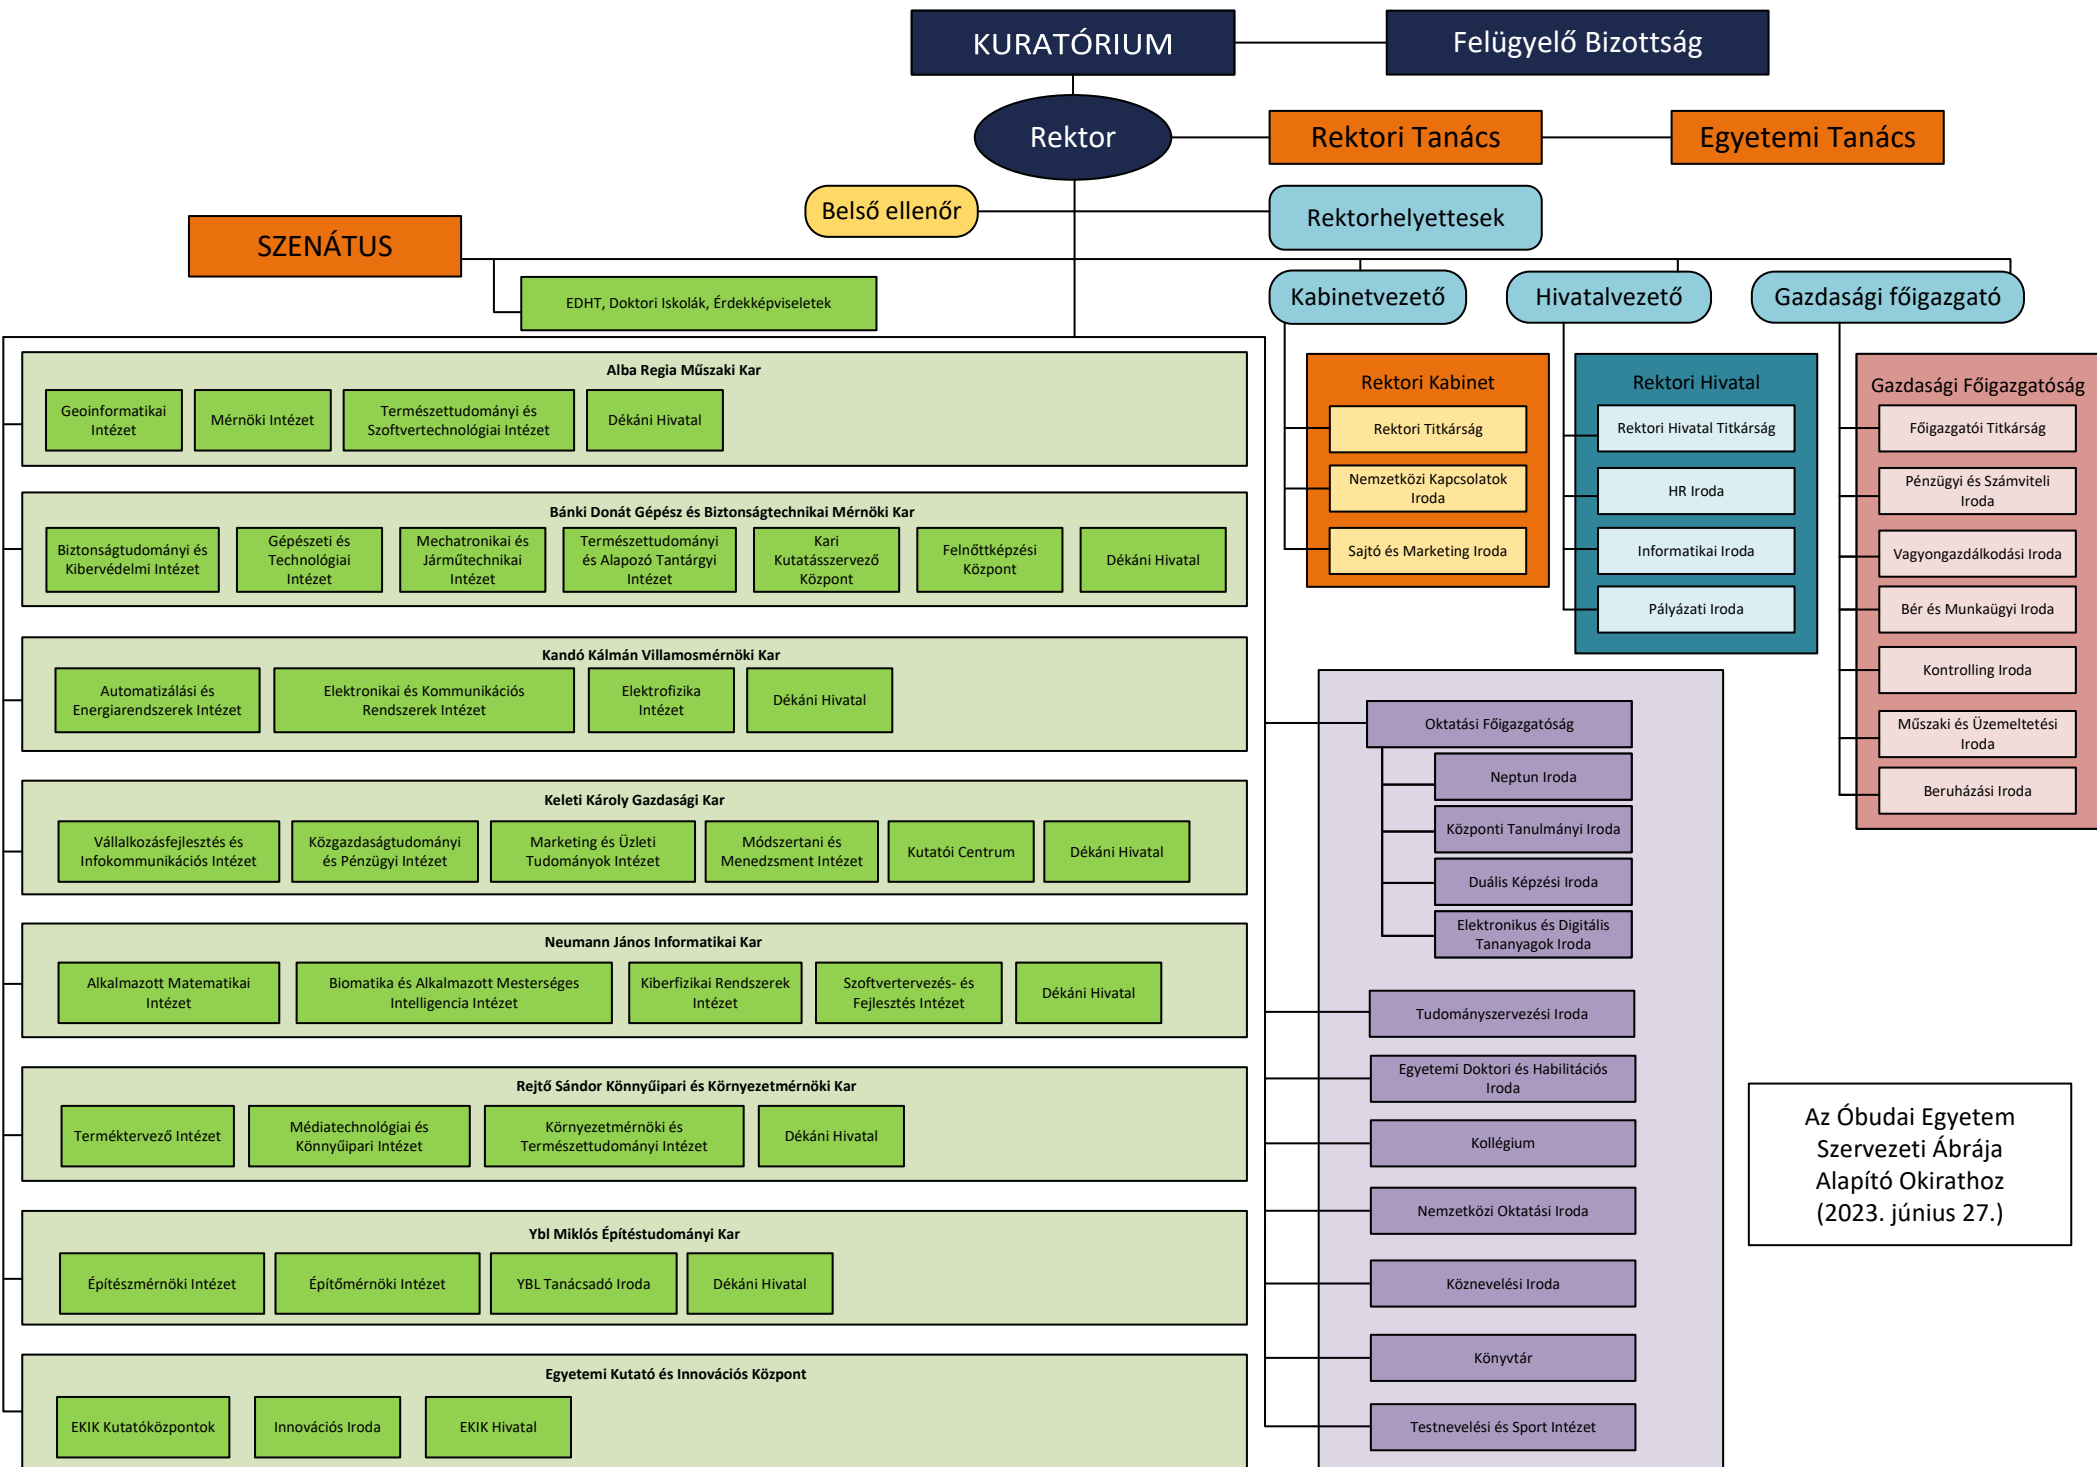 KURATÓRIUM
Felügyelő Bizottság
Rektor
Rektori Tanács
Egyetemi Tanács
Belső ellenőr
Rektorhelyettesek
SZENÁTUS
EDHT, Doktori Iskolák, Érdekképviseletek
Kabinetvezető
Hivatalvezető
Gazdasági főigazgató
Alba Regia Műszaki Kar
Geoinformatikai
Intézet
Mérnöki Intézet
Természettudományi és
Szoftvertechnológiai Intézet
Dékáni Hivatal
Bánki Donát Gépész és Biztonságtechnikai Mérnöki Kar
Biztonságtudományi és
Kibervédelmi Intézet
Gépészeti és
Technológiai
Intézet
Mechatronikai és
Járműtechnikai
Intézet
Természettudományi
és Alapozó Tantárgyi
Intézet
Kari
Kutatásszervező
Központ
Felnőttképzési
Központ
Dékáni Hivatal
Kandó Kálmán Villamosmérnöki Kar
Automatizálási és
Energiarendszerek Intézet
Elektronikai és Kommunikációs
Rendszerek Intézet
Elektrofizika
Intézet
Dékáni Hivatal
Keleti Károly Gazdasági Kar
Vállalkozásfejlesztés és
Infokommunikációs Intézet
Közgazdaságtudományi
és Pénzügyi Intézet
Marketing és Üzleti
Tudományok Intézet
Módszertani és
Menedzsment Intézet
Kutatói Centrum
Dékáni Hivatal
Neumann János Informatikai Kar
Alkalmazott Matematikai
Intézet
Biomatika és Alkalmazott Mesterséges
Intelligencia Intézet
Kiberfizikai Rendszerek
Intézet
Szoftvertervezés- és
Fejlesztés Intézet
Dékáni Hivatal
Rejtő Sándor Könnyűipari és Környezetmérnöki Kar
Terméktervező Intézet
Médiatechnológiai és
Könnyűipari Intézet
Környezetmérnöki és
Természettudományi Intézet
Dékáni Hivatal
Ybl Miklós Építéstudományi Kar
Építészmérnöki Intézet
Építőmérnöki Intézet
YBL Tanácsadó Iroda
Dékáni Hivatal
Egyetemi Kutató és Innovációs Központ
EKIK Kutatóközpontok
Innovációs Iroda
EKIK Hivatal
Rektori Kabinet
Rektori Titkárság
Nemzetközi Kapcsolatok
Iroda
Sajtó és Marketing Iroda
Rektori Hivatal
Rektori Hivatal Titkárság
HR Iroda
Informatikai Iroda
Pályázati Iroda
Gazdasági Főigazgatóság
Főigazgatói Titkárság
Pénzügyi és Számviteli
Iroda
Vagyongazdálkodási Iroda
Bér és Munkaügyi Iroda
Kontrolling Iroda
Műszaki és Üzemeltetési
Iroda
Beruházási Iroda
Oktatási Főigazgatóság
Neptun Iroda
Központi Tanulmányi Iroda
Duális Képzési Iroda
Elektronikus és Digitális
Tananyagok Iroda
Tudományszervezési Iroda
Egyetemi Doktori és Habilitációs
Iroda
Kollégium
Nemzetközi Oktatási Iroda
Köznevelési Iroda
Könyvtár
Testnevelési és Sport Intézet
Az Óbudai Egyetem
Szervezeti Ábrája
Alapító Okirathoz
(2023. június 27.)